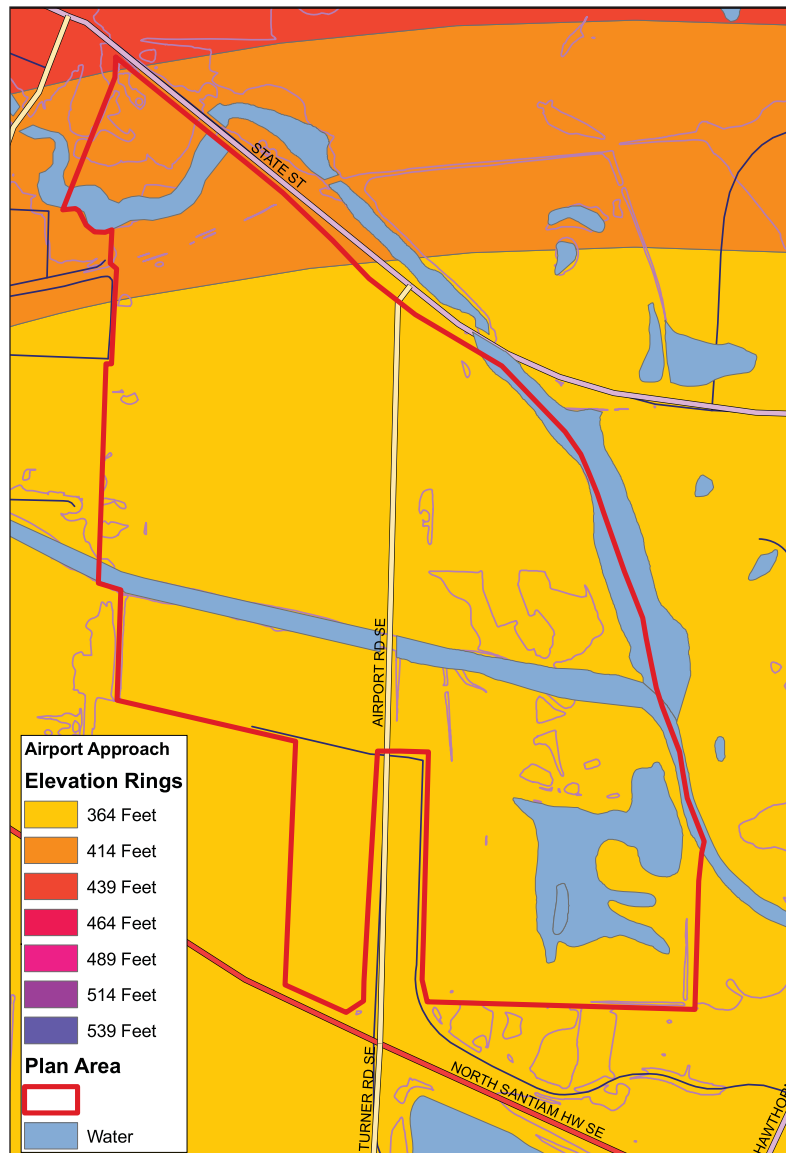 STATE ST
AIRPORT RD SE
Airport Approach
Elevation Rings
364 Feet
414 Feet
439 Feet
464 Feet
489 Feet
514 Feet
539 Feet
Plan Area
Water
TURNER RD SE
NORTH SANTIAM HW SE
HAWTHORN